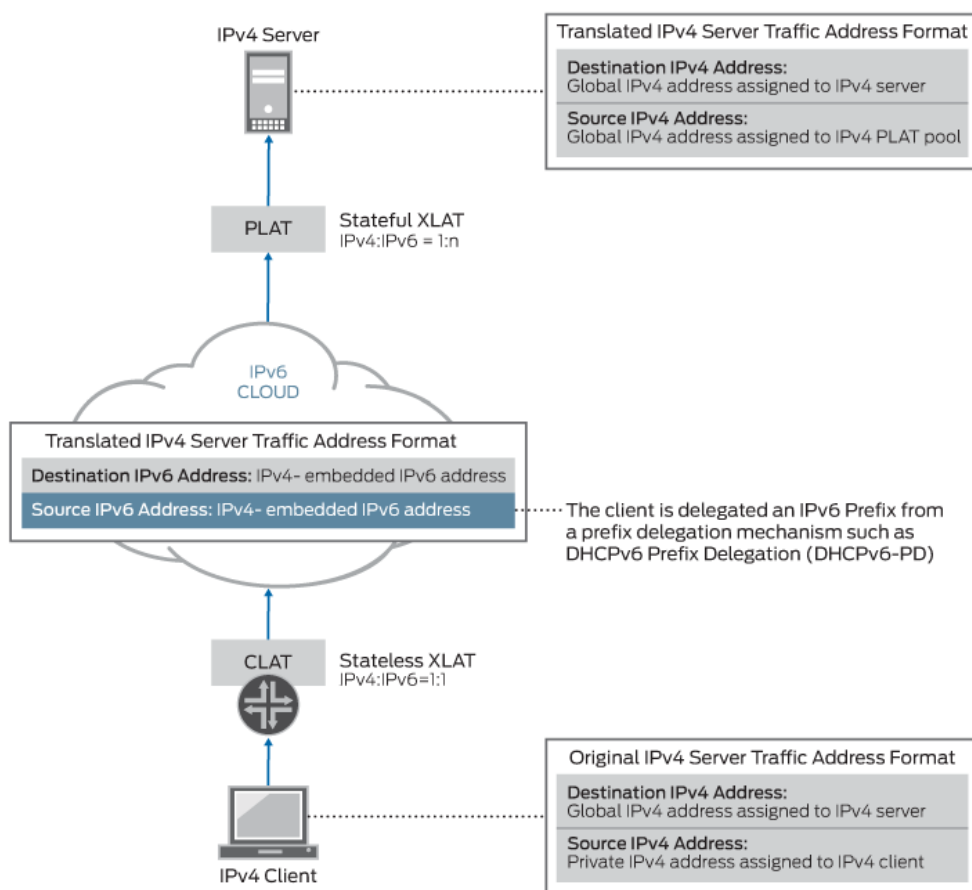 IPv4 Server
Translated IPv4 Server Traffic Address Format
Destination IPv4 Address:
Global IPv4 address assigned to IPv4 server
Source IPv4 Address:
Global IPv4 address assigned to IPv4 PLAT pool
PLAT
Stateful XLAT
IPv4:IPv6 = 1:n
IPv6
CLOUD
Translated IPv4 Server Traffic Address Format
Destination IPv6 Address: IPv4- embedded IPv6 address
Source IPv6 Address: IPv4- embedded IPv6 address
The client is delegated an IPv6 Prefix from
a prefix delegation mechanism such as
DHCPv6 Prefix Delegation (DHCPv6-PD)
CLAT
Stateless XLAT
IPv4:IPv6=1:1
Original IPv4 Server Traffic Address Format
Destination IPv4 Address:
Global IPv4 address assigned to IPv4 server
Source IPv4 Address:
Private IPv4 address assigned to IPv4 client
IPv4 Client